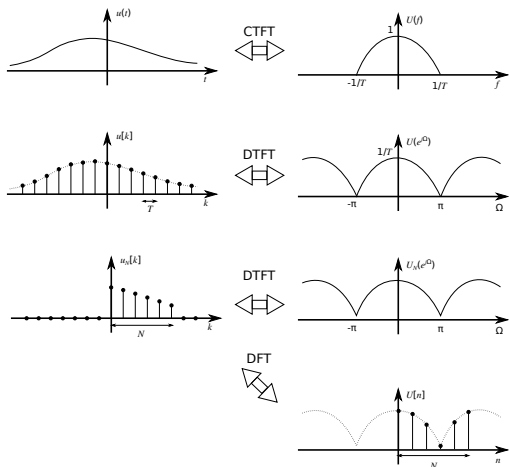 u(t)
CTFT
U(f)
1
t
-1/T
1/T
f
u[k]
DTFT
U(e^jΩ)
1/T
T
k
-π
π
Ω
u_N[k]
DTFT
U_N(e^jΩ)
N
k
-π
π
Ω
DFT
U[n]
N
n